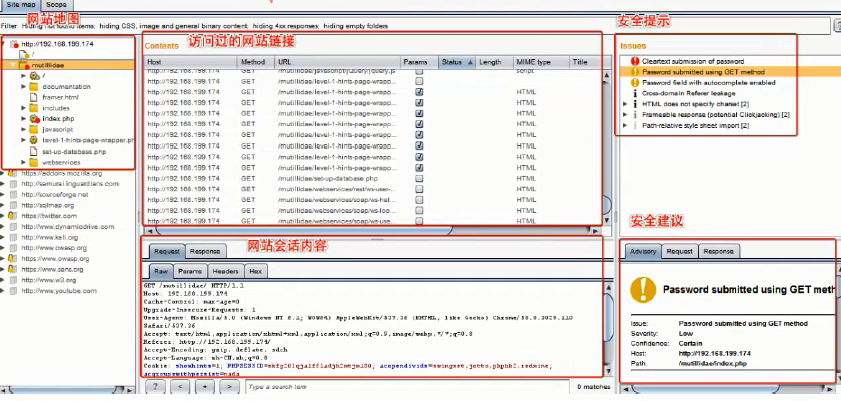 Site map Scope
Filter: Hiding not found items; hiding CSS, image and general binary content; hiding 4xx responses; hiding empty folders
网站地图
http://192.168.199.174
/
mutillidae
/
documentation
framer.html
includes
index.php
javascript
level-1-hints-page-wrapper.pr
set-up-database.php
webservices
https://addons.mozilla.org
http://samurai.inguardians.com
http://sourceforge.net
http://sqlmap.org
https://twitter.com
http://www.dynamicdrive.com
http://www.kali.org
http://www.owasp.org
https://www.owasp.org
https://www.sans.org
http://www.w3.org
http://www.youtube.com
Contents 访问过的网站链接
Host Method URL Params Status Length MIME type Title
http://192.168.199.174 GET /mutillidae/javascript/jquery/jquery.js script
http://192.168.199.174 GET /mutillidae/level-1-hints-page-wrapp... HTML
http://192.168.199.174 GET /mutillidae/level-1-hints-page-wrapp... HTML
http://192.168.199.174 GET /mutillidae/level-1-hints-page-wrapp... HTML
http://192.168.199.174 GET /mutillidae/level-1-hints-page-wrapp... HTML
http://192.168.199.174 GET /mutillidae/level-1-hints-page-wrapp... HTML
http://192.168.199.174 GET /mutillidae/level-1-hints-page-wrapp... HTML
http://192.168.199.174 GET /mutillidae/level-1-hints-page-wrapp... HTML
http://192.168.199.174 GET /mutillidae/set-up-database.php HTML
http://192.168.199.174 GET /mutillidae/webservices/rest/ws-user-... HTML
http://192.168.199.174 GET /mutillidae/webservices/soap/ws-hel... HTML
http://192.168.199.174 GET /mutillidae/webservices/soap/ws-loo... HTML
http://192.168.199.174 GET /mutillidae/webservices/soap/ws-use... HTML
网站会话内容
Request Response
Raw Params Headers Hex
GET /mutillidae/ HTTP/1.1
Host: 192.168.199.174
Cache-Control: max-age=0
Upgrade-Insecure-Requests: 1
User-Agent: Mozilla/5.0 (Windows NT 6.1; WOW64) AppleWebKit/537.36 (KHTML, like Gecko) Chrome/58.0.3029.110
Safari/537.36
Accept: text/html,application/xhtml+xml,application/xml;q=0.9,image/webp,*/*;q=0.8
Referer: http://192.168.199.174/
Accept-Encoding: gzip, deflate, sdch
Accept-Language: zh-CN,zh;q=0.8
Cookie: showhints=1; acopendivids=swingset,jotto,phpbb2,redmine;
acgroupswithpersist=nada
? < + > Type a search term 0 matches
安全提示
Issues
Cleartext submission of password
Password submitted using GET method
Password field with autocomplete enabled
Cross-domain Referer leakage
HTML does not specify charset [2]
Frameable response (potential Clickjacking) [2]
Path-relative style sheet import [2]
安全建议
Advisory Request Response
Password submitted using GET meth
Issue: Password submitted using GET method
Severity: Low
Confidence: Certain
Host: http://192.168.199.174
Path: /mutillidae/index.php